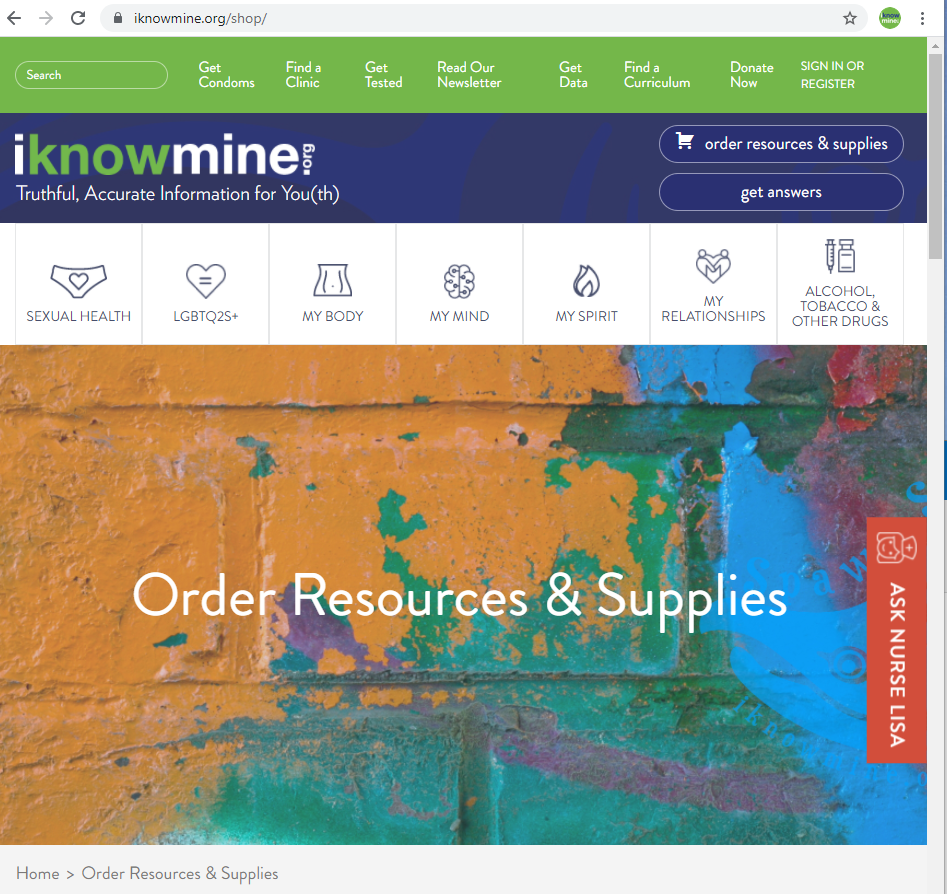 iknowmine.org/shop/
know
mine
Search
Get
Condoms
Find a
Clinic
Get
Tested
Read Our
Newsletter
Get
Data
Find a
Curriculum
Donate
Now
SIGN IN OR
REGISTER
iknowmine.org
Truthful, Accurate Information for You(th)
order resources & supplies
get answers
SEXUAL HEALTH
LGBTQ2S+
MY BODY
MY MIND
MY SPIRIT
MY
RELATIONSHIPS
ALCOHOL,
TOBACCO &
OTHER DRUGS
Order Resources & Supplies
ASK NURSE LISA
Home > Order Resources & Supplies